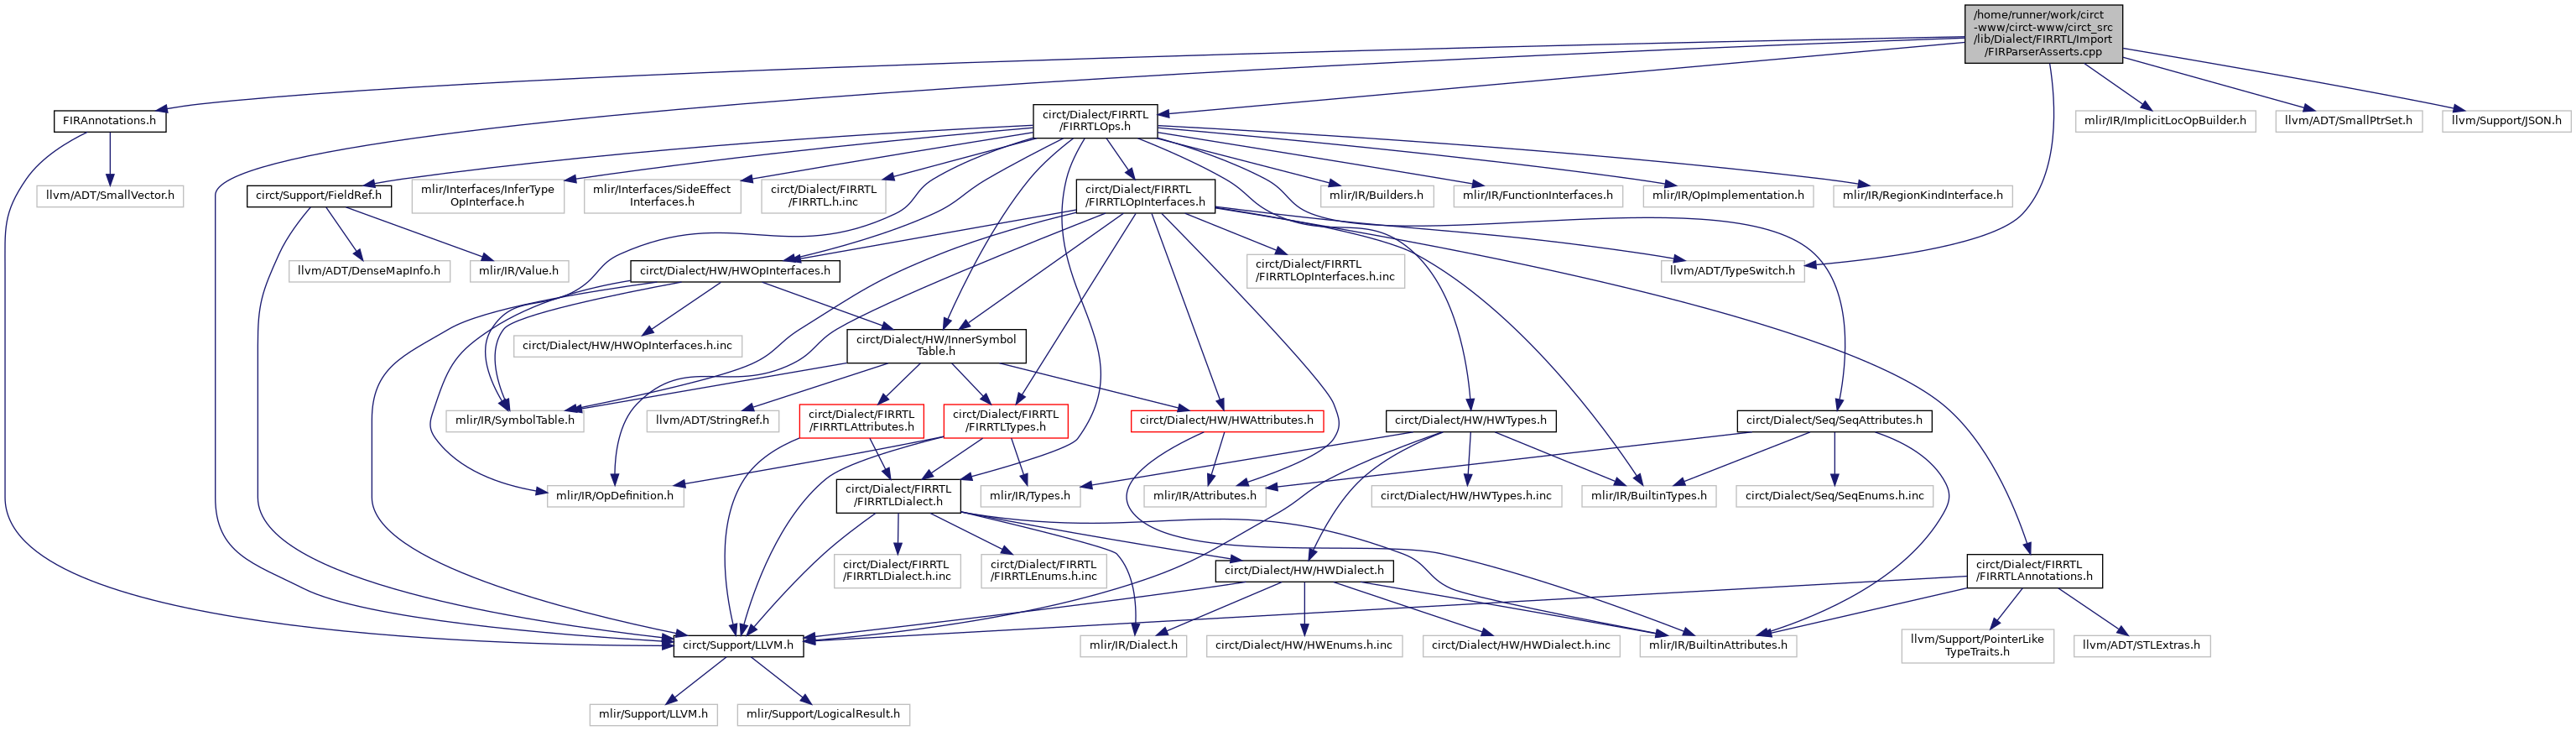 /home/runner/work/circt
-www/circt-www/circt_src
/lib/Dialect/FIRRTL/Import
/FIRParserAsserts.cpp
FIRAnnotations.h
circt/Dialect/FIRRTL
/FIRRTLOps.h
mlir/IR/ImplicitLocOpBuilder.h
llvm/ADT/SmallPtrSet.h
llvm/Support/JSON.h
llvm/ADT/SmallVector.h
circt/Support/FieldRef.h
mlir/Interfaces/InferType
OpInterface.h
mlir/Interfaces/SideEffect
Interfaces.h
circt/Dialect/FIRRTL
/FIRRTL.h.inc
circt/Dialect/FIRRTL
/FIRRTLOpInterfaces.h
mlir/IR/Builders.h
mlir/IR/FunctionInterfaces.h
mlir/IR/OpImplementation.h
mlir/IR/RegionKindInterface.h
llvm/ADT/DenseMapInfo.h
mlir/IR/Value.h
circt/Dialect/HW/HWOpInterfaces.h
circt/Dialect/FIRRTL
/FIRRTLOpInterfaces.h.inc
llvm/ADT/TypeSwitch.h
circt/Dialect/HW/HWOpInterfaces.h.inc
circt/Dialect/HW/InnerSymbol
Table.h
mlir/IR/SymbolTable.h
llvm/ADT/StringRef.h
circt/Dialect/FIRRTL
/FIRRTLAttributes.h
circt/Dialect/FIRRTL
/FIRRTLTypes.h
circt/Dialect/HW/HWAttributes.h
circt/Dialect/HW/HWTypes.h
circt/Dialect/Seq/SeqAttributes.h
mlir/IR/OpDefinition.h
circt/Dialect/FIRRTL
/FIRRTLDialect.h
mlir/IR/Types.h
mlir/IR/Attributes.h
circt/Dialect/HW/HWTypes.h.inc
mlir/IR/BuiltinTypes.h
circt/Dialect/Seq/SeqEnums.h.inc
circt/Dialect/FIRRTL
/FIRRTLDialect.h.inc
circt/Dialect/FIRRTL
/FIRRTLEnums.h.inc
circt/Dialect/HW/HWDialect.h
circt/Dialect/FIRRTL
/FIRRTLAnnotations.h
circt/Support/LLVM.h
mlir/IR/Dialect.h
circt/Dialect/HW/HWEnums.h.inc
circt/Dialect/HW/HWDialect.h.inc
mlir/IR/BuiltinAttributes.h
llvm/Support/PointerLike
TypeTraits.h
llvm/ADT/STLExtras.h
mlir/Support/LLVM.h
mlir/Support/LogicalResult.h